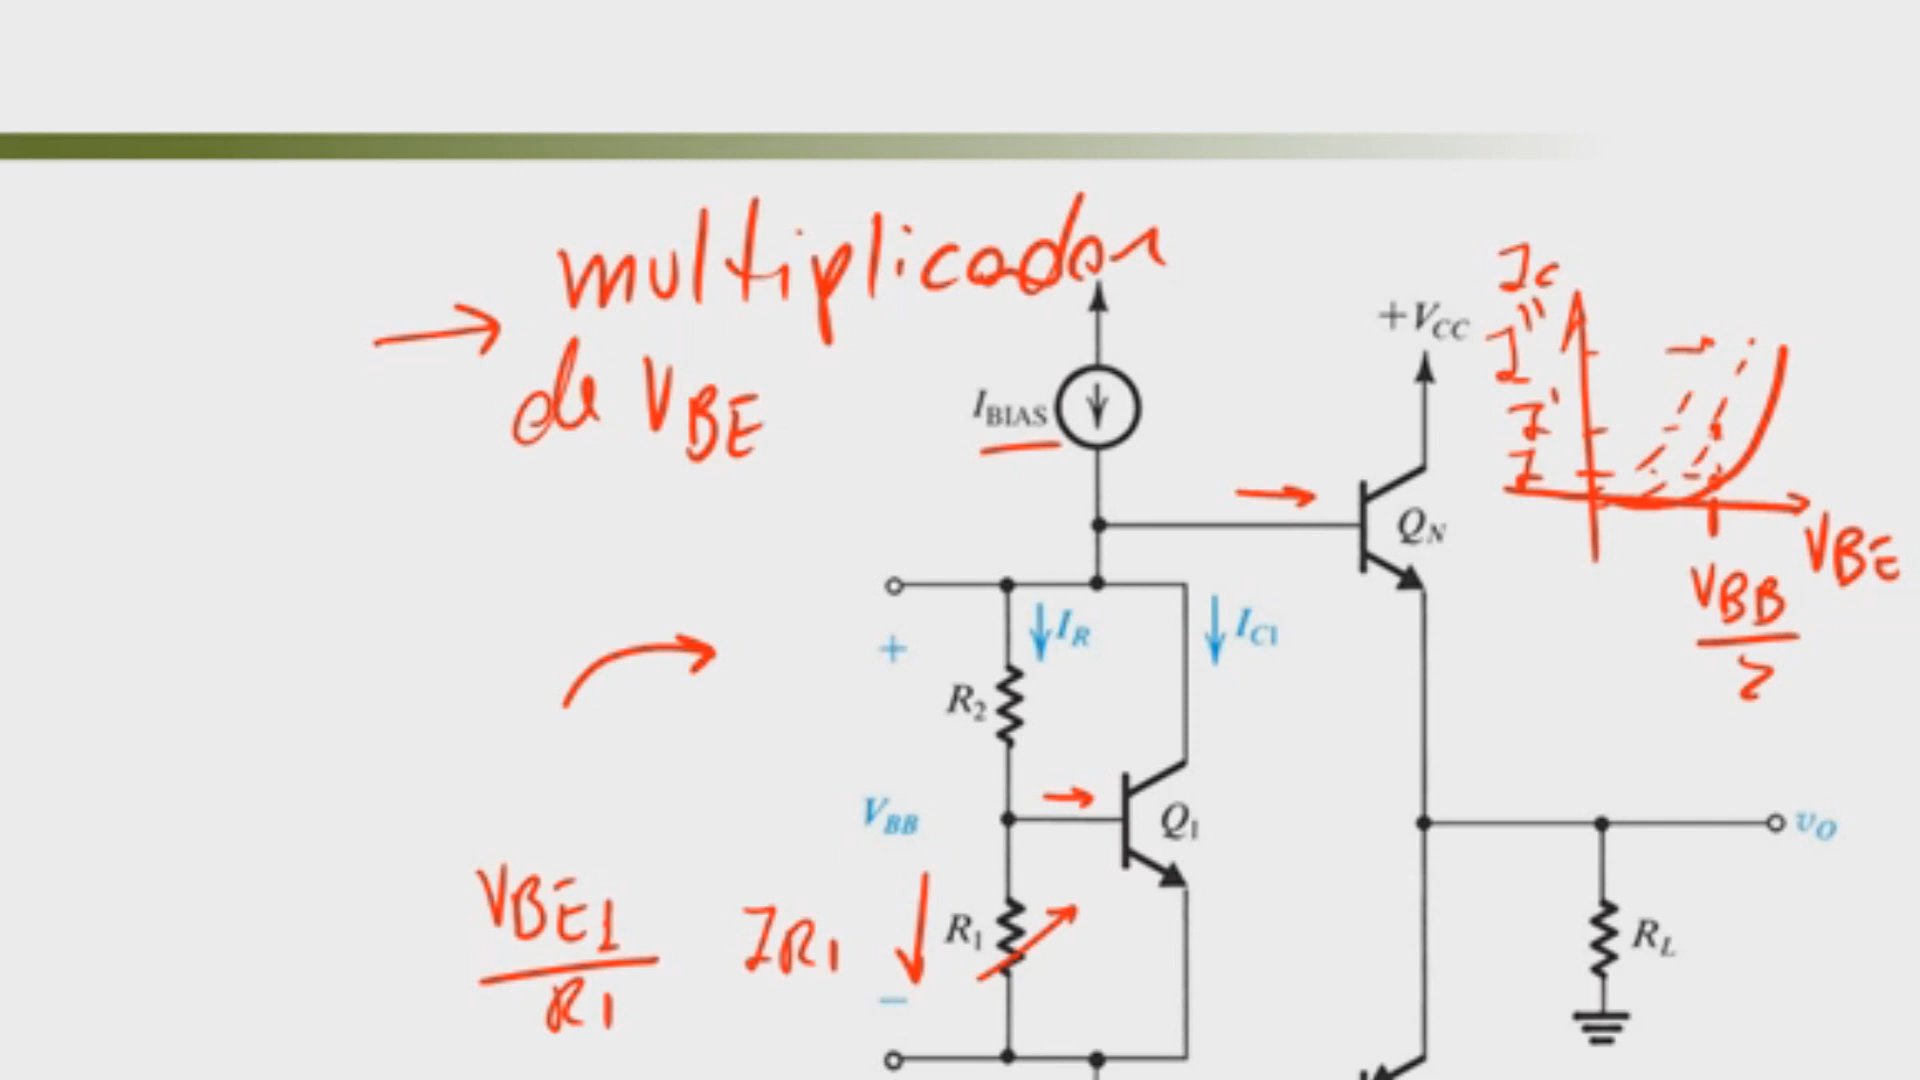 multiplicador
de VBE
IBIAS
+VCC
Ic
I''
I'
I
VBE
VBB
2
QN
+
IR
IC1
R2
VBB
Q1
vO
VBE1
R1
IR1
R1
−
RL